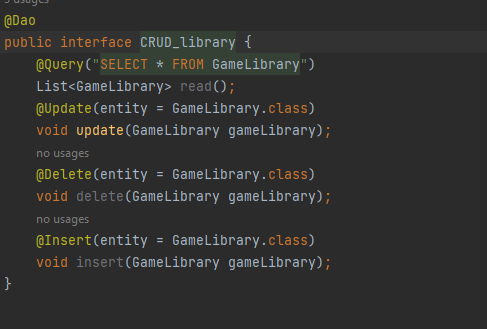 @Dao
public interface CRUD_library {
@Query("SELECT * FROM GameLibrary")
List<GameLibrary> read();
@Update(entity = GameLibrary.class)
void update(GameLibrary gameLibrary);
no usages
@Delete(entity = GameLibrary.class)
void delete(GameLibrary gameLibrary);
no usages
@Insert(entity = GameLibrary.class)
void insert(GameLibrary gameLibrary);
}